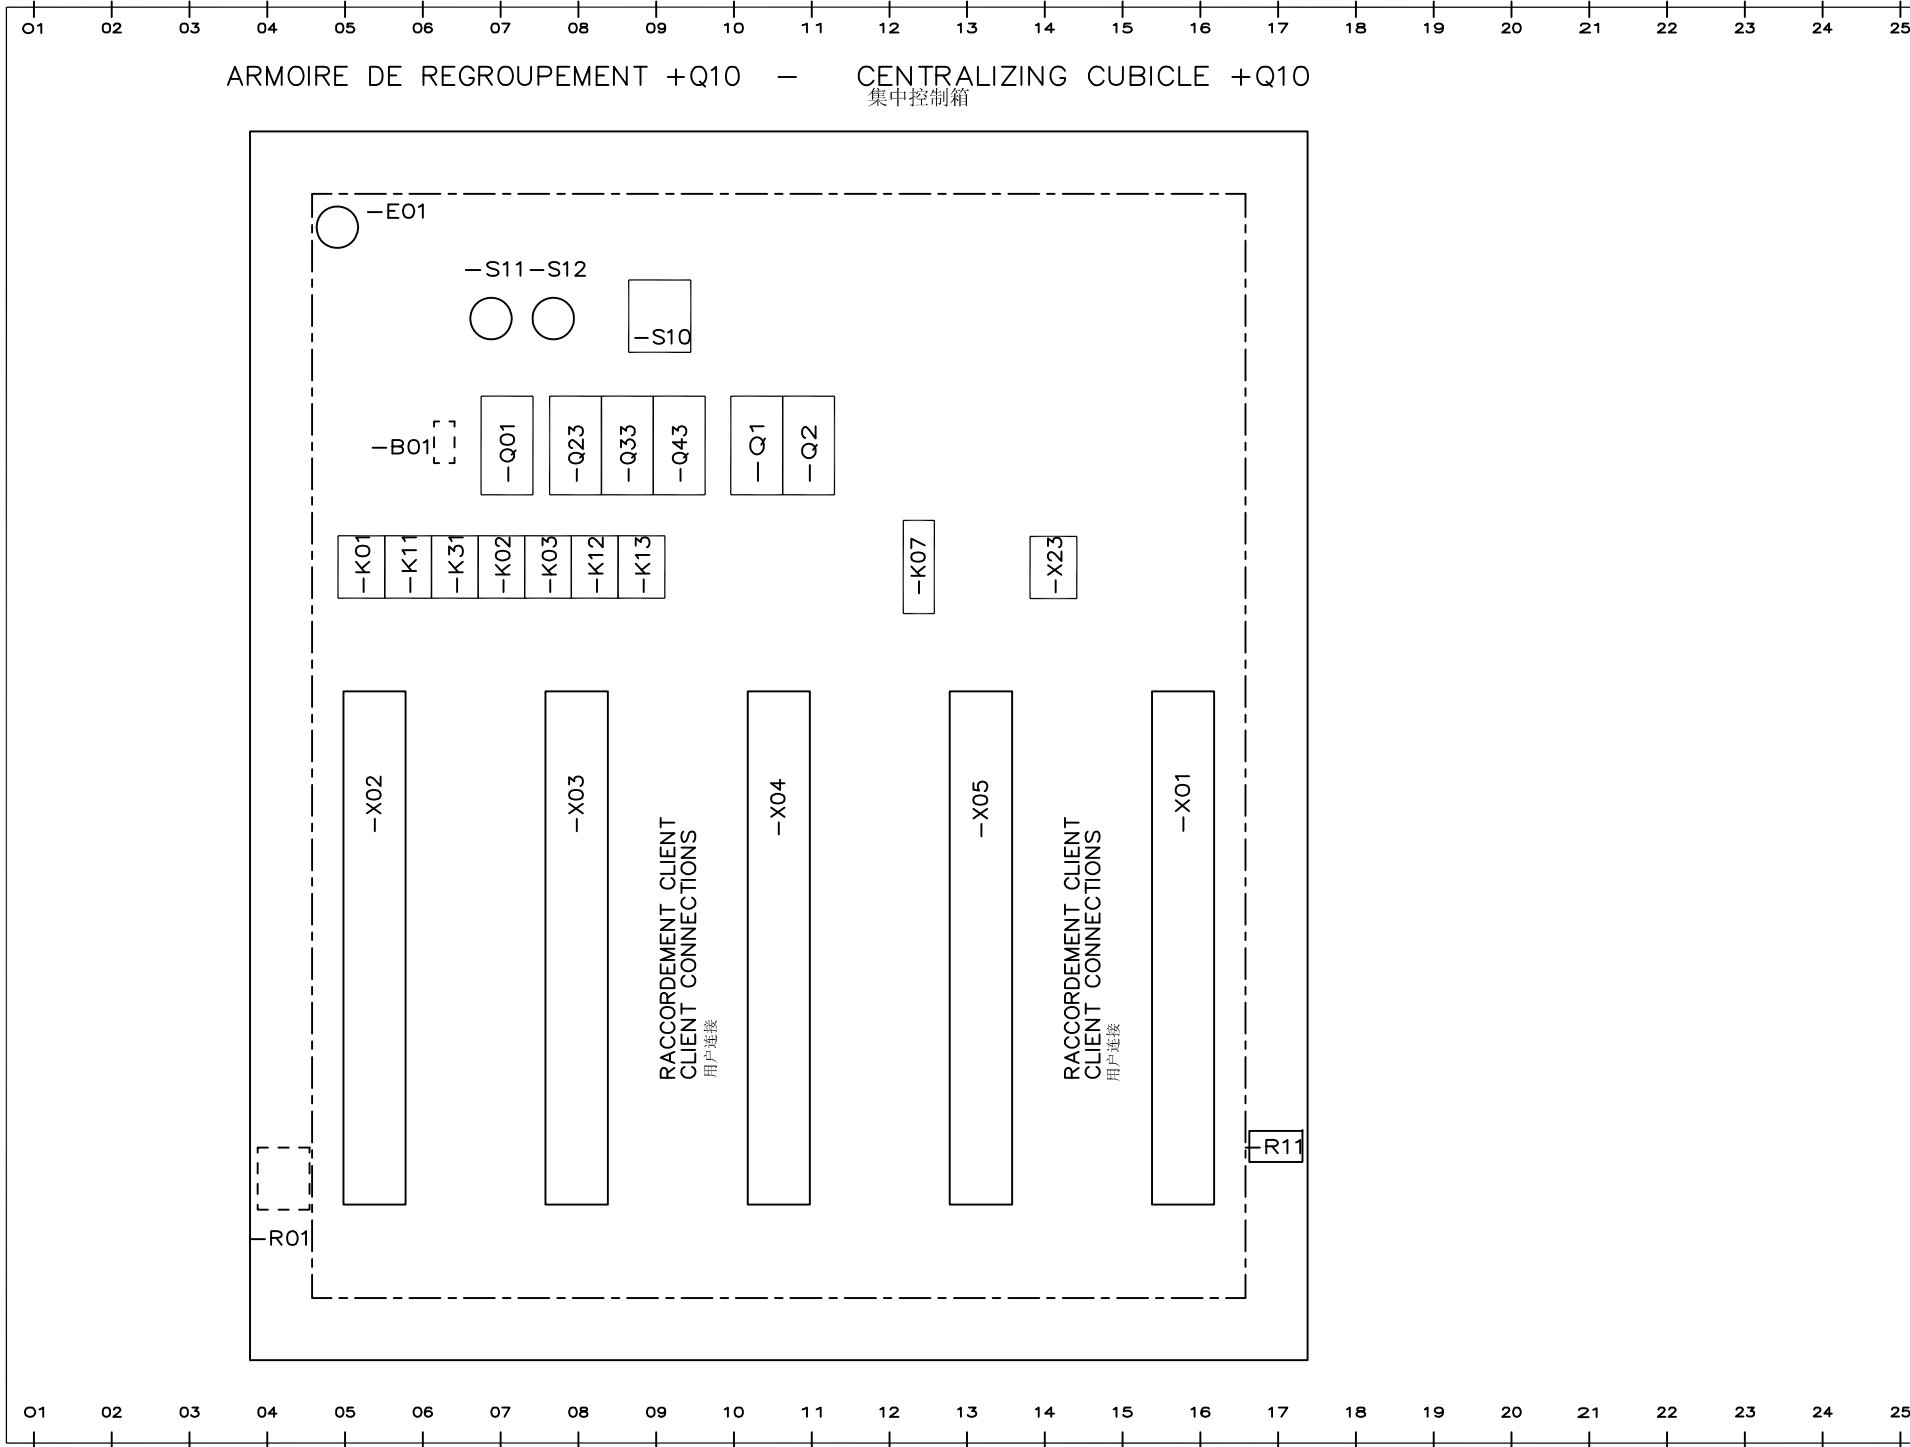 01 02 03 04 05 06 07 08 09 10 11 12 13 14 15 16 17 18 19 20 21 22 23 24 25
ARMOIRE DE REGROUPEMENT +Q10 — CENTRALIZING CUBICLE +Q10
集中控制箱
-E01
-S11 -S12
-S10
-B01
-Q01
-Q23
-Q33
-Q43
-Q1
-Q2
-K01
-K11
-K31
-K02
-K03
-K12
-K13
-K07
-X23
-X02
-X03
RACCORDEMENT CLIENT
CLIENT CONNECTIONS
用户连接
-X04
-X05
RACCORDEMENT CLIENT
CLIENT CONNECTIONS
用户连接
-X01
-R11
-R01
01 02 03 04 05 06 07 08 09 10 11 12 13 14 15 16 17 18 19 20 21 22 23 24 25